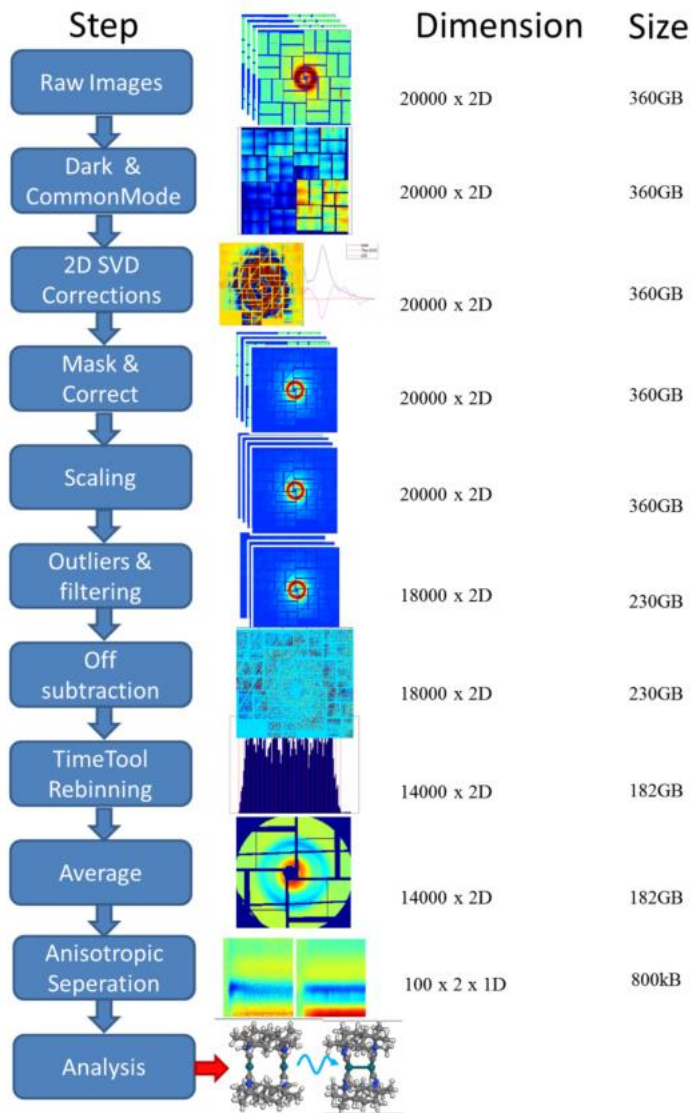 Step Dimension Size
Raw Images 20000 x 2D 360GB
Dark & CommonMode 20000 x 2D 360GB
2D SVD Corrections 20000 x 2D 360GB
Mask & Correct 20000 x 2D 360GB
Scaling 20000 x 2D 360GB
Outliers & filtering 18000 x 2D 230GB
Off subtraction 18000 x 2D 230GB
TimeTool Rebinning 14000 x 2D 182GB
Average 14000 x 2D 182GB
Anisotropic Seperation 100 x 2 x 1D 800kB
Analysis